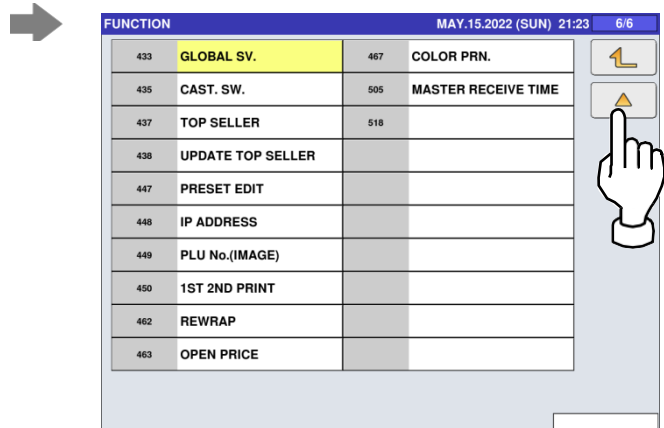 FUNCTION MAY.15.2022 (SUN) 21:23 6/6
433 GLOBAL SV. 467 COLOR PRN.
435 CAST. SW. 505 MASTER RECEIVE TIME
437 TOP SELLER 518
438 UPDATE TOP SELLER
447 PRESET EDIT
448 IP ADDRESS
449 PLU No.(IMAGE)
450 1ST 2ND PRINT
462 REWRAP
463 OPEN PRICE